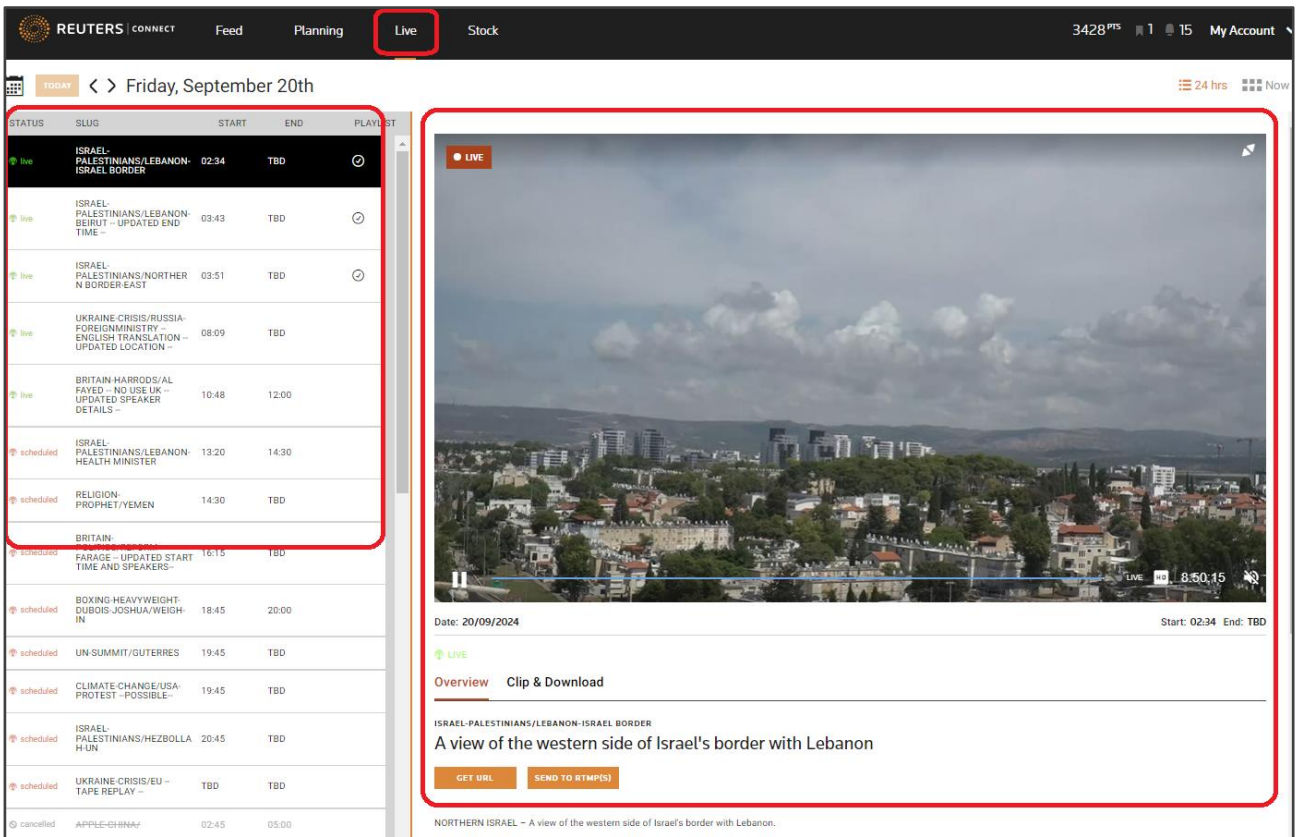 REUTERS CONNECT Feed Planning Live Stock 3428 PTS 1 15 My Account
TODAY < > Friday, September 20th 24 hrs Now
STATUS SLUG START END PLAYLIST
live ISRAEL-
PALESTINIANS/LEBANON- 02:34 TBD
ISRAEL BORDER
live ISRAEL-
PALESTINIANS/LEBANON-
BEIRUT -- UPDATED END 03:43 TBD
TIME --
live ISRAEL-
PALESTINIANS/NORTHER 03:51 TBD
N BORDER-EAST
live UKRAINE-CRISIS/RUSSIA-
FOREIGNMINISTRY --
ENGLISH TRANSLATION -- 08:09 TBD
UPDATED LOCATION --
live BRITAIN-HARRODS/AL
FAYED -- NO USE UK --
UPDATED SPEAKER 10:48 12:00
DETAILS --
scheduled ISRAEL-
PALESTINIANS/LEBANON- 13:20 14:30
HEALTH MINISTER
scheduled RELIGION-
PROPHET/YEMEN 14:30 TBD
BRITAIN-
scheduled 16:15 TBD
FARAGE -- UPDATED START
TIME AND SPEAKERS--
BOXING-HEAVYWEIGHT-
scheduled DUBOIS-JOSHUA/WEIGH- 18:45 20:00
IN
scheduled UN-SUMMIT/GUTERRES 19:45 TBD
scheduled CLIMATE-CHANGE/USA- 19:45 TBD
PROTEST --POSSIBLE--
ISRAEL-
scheduled PALESTINIANS/HEZBOLLA 20:45 TBD
H-UN
scheduled UKRAINE-CRISIS/EU -- TBD TBD
TAPE REPLAY --
cancelled APPLE-CHINA/ 02:45 05:00
LIVE
LIVE HD 8:50:15
Date: 20/09/2024 Start: 02:34 End: TBD
LIVE
Overview Clip & Download
ISRAEL-PALESTINIANS/LEBANON-ISRAEL BORDER
A view of the western side of Israel's border with Lebanon
GET URL SEND TO RTMP(S)
NORTHERN ISRAEL – A view of the western side of Israel's border with Lebanon.